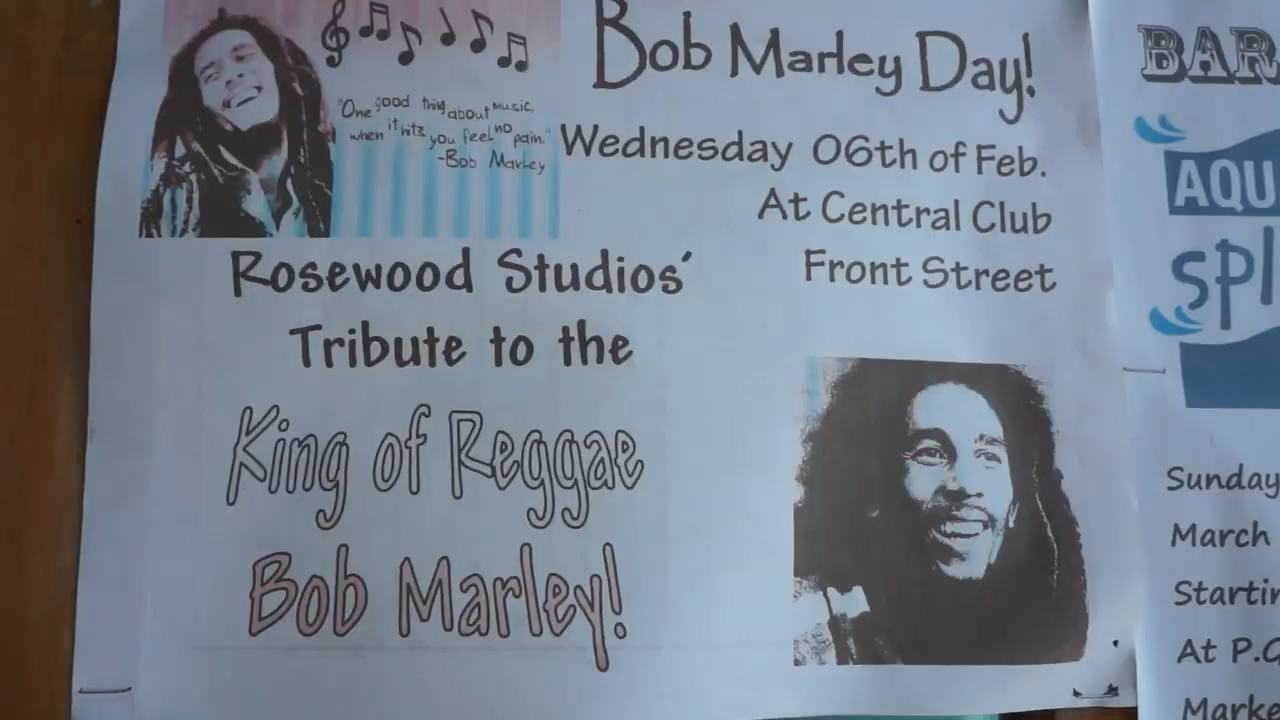 Bob Marley Day!
"One good thing about music,
when it hits you feel no pain."
-Bob Marley
Wednesday 06th of Feb.
At Central Club
Front Street
Rosewood Studios'
Tribute to the
King of Reggae
Bob Marley!
BAR
AQU
Spl
Sunday
March
Startin
At P.G
Marke